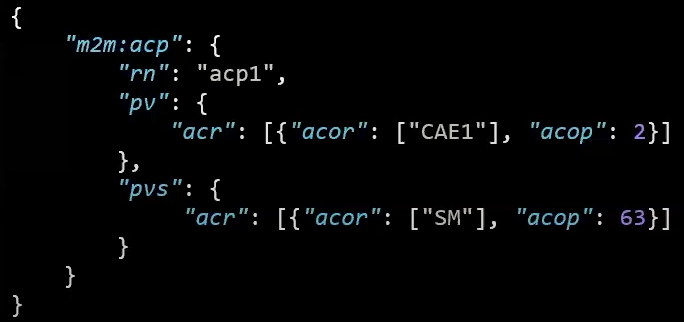 {
    "m2m:acp": {
        "rn": "acp1",
        "pv": {
            "acr": [{"acor": ["CAE1"], "acop": 2}]
        },
        "pvs": {
             "acr": [{"acor": ["SM"], "acop": 63}]
        }
    }
}